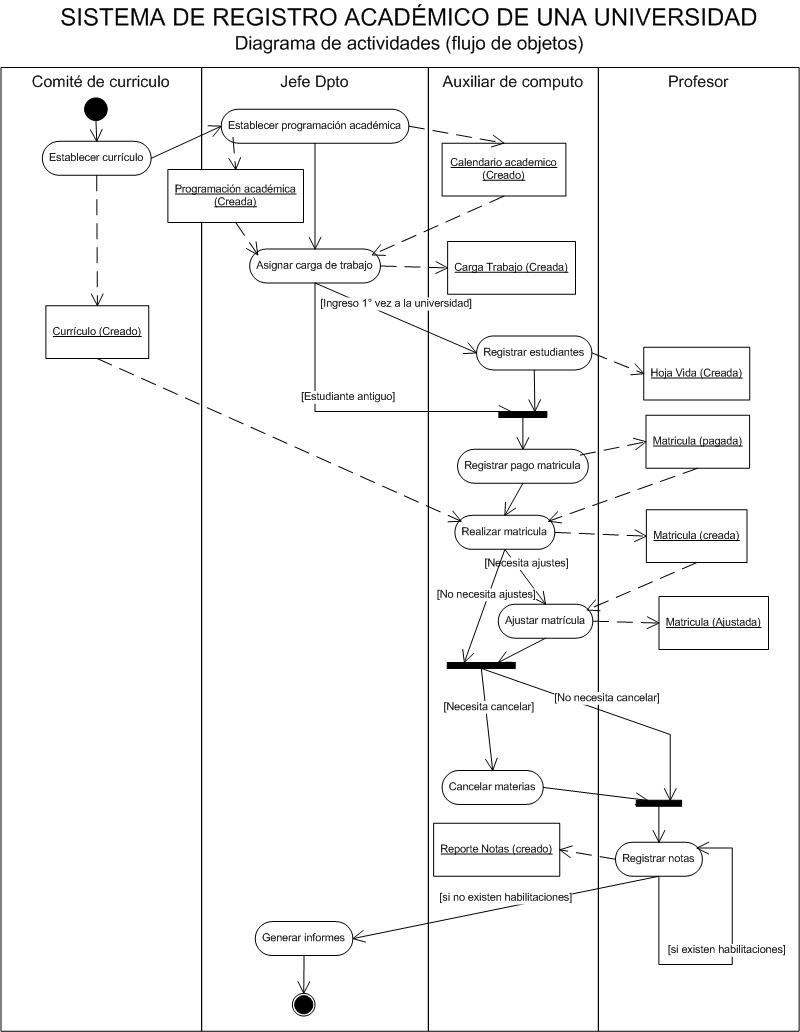 SISTEMA DE REGISTRO ACADÉMICO DE UNA UNIVERSIDAD
Diagrama de actividades (flujo de objetos)
Comité de curriculo
Jefe Dpto
Auxiliar de computo
Profesor
Establecer programación académica
Establecer currículo
Calendario academico
(Creado)
Programación académica
(Creada)
Asignar carga de trabajo
Carga Trabajo (Creada)
[Ingreso 1° vez a la universidad]
Currículo (Creado)
Registrar estudiantes
Hoja Vida (Creada)
[Estudiante antiguo]
Matricula (pagada)
Registrar pago matricula
Realizar matricula
Matricula (creada)
[Necesita ajustes]
[No necesita ajustes]
Ajustar matrícula
Matricula (Ajustada)
[No necesita cancelar]
[Necesita cancelar]
Cancelar materias
Reporte Notas (creado)
Registrar notas
[si no existen habilitaciones]
Generar informes
[si existen habilitaciones]